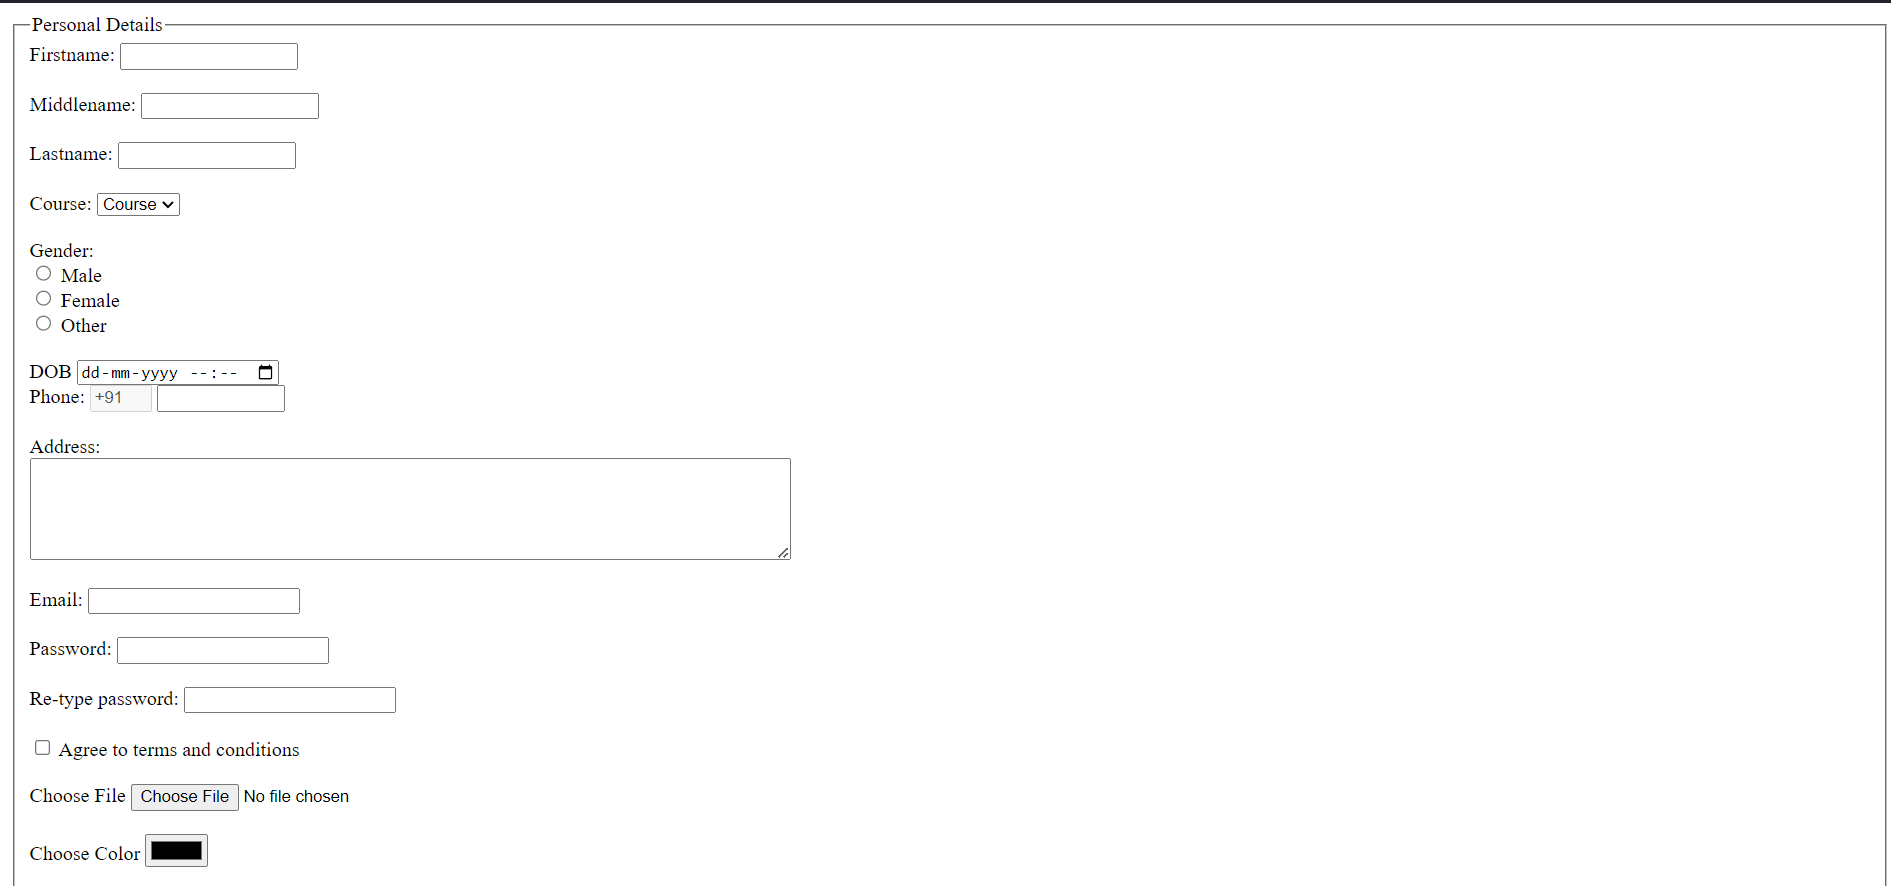 Personal Details
Firstname:
Middlename:
Lastname:
Course: Course
Gender:
Male
Female
Other
DOB dd-mm-yyyy --:--
Phone: +91
Address:
Email:
Password:
Re-type password:
Agree to terms and conditions
Choose File Choose File No file chosen
Choose Color